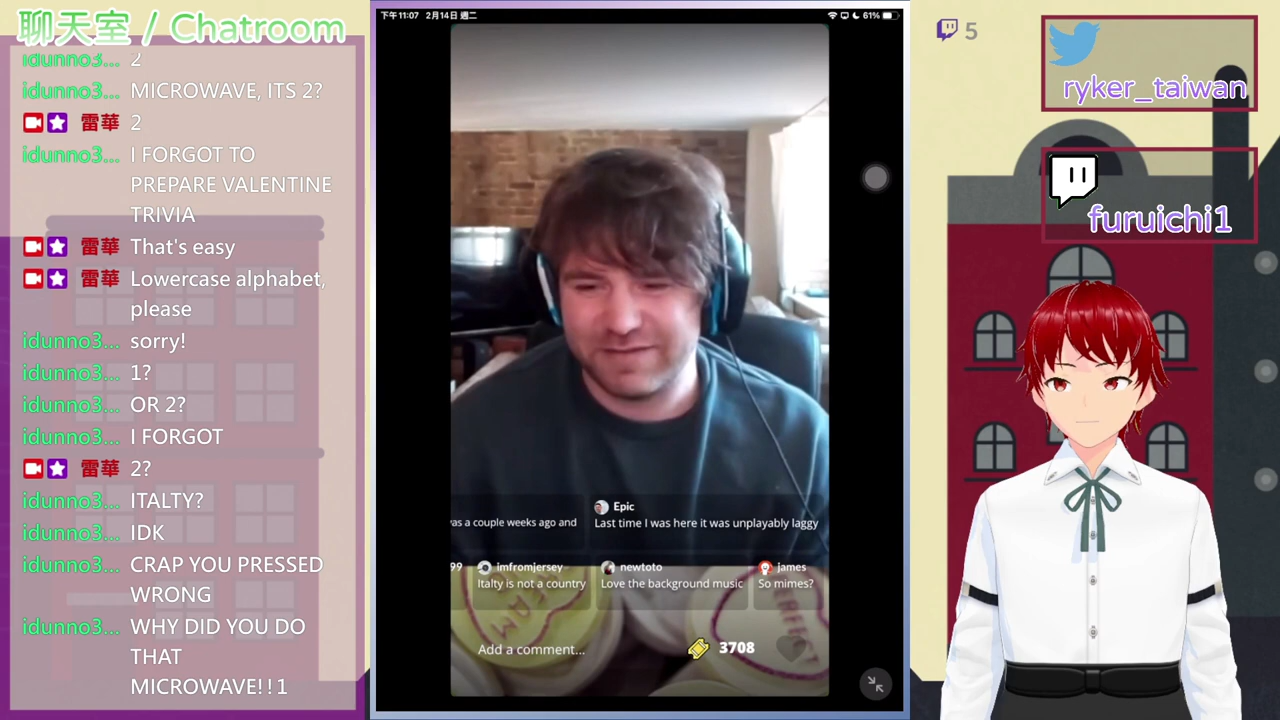 聊天室 / Chatroom
idunno3... 2
idunno3... MICROWAVE, ITS 2?
雷華 2
idunno3... I FORGOT TO
PREPARE VALENTINE
TRIVIA
雷華 That's easy
雷華 Lowercase alphabet,
please
idunno3... sorry!
idunno3... 1?
idunno3... OR 2?
idunno3... I FORGOT
雷華 2?
idunno3... ITALTY?
idunno3... IDK
idunno3... CRAP YOU PRESSED
WRONG
idunno3... WHY DID YOU DO
THAT
MICROWAVE!!1
下午11:07 2月14日 週二
61%
Epic
was a couple weeks ago and
Last time I was here it was unplayably laggy
99 imfromjersey newtoto james
Italty is not a country Love the background music So mimes?
Add a comment...
3708
5
ryker_taiwan
furuichi1